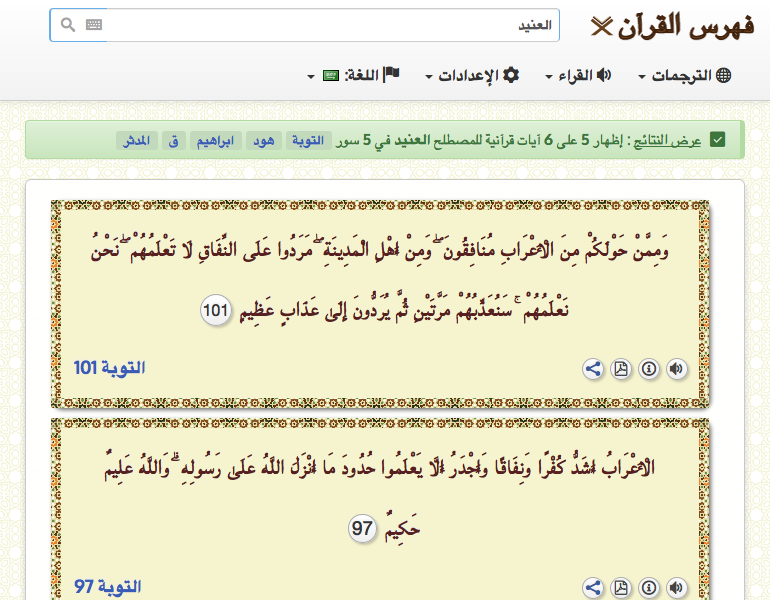 فهرس القرآن
العنيد
الترجمات
القراء
الإعدادات
اللغة:
عرض النتائج : إظهار 5 على 6 آيات قرآنية للمصطلح العنيد في 5 سور التوبة هود ابراهيم ق المدثر
وَمِمَّنْ حَوْلَكُمْ مِنَ الْأَعْرَابِ مُنَافِقُونَ ۖ وَمِنْ أَهْلِ الْمَدِينَةِ ۖ مَرَدُوا عَلَى النِّفَاقِ لَا تَعْلَمُهُمْ ۖ نَحْنُ
نَعْلَمُهُمْ ۚ سَنُعَذِّبُهُمْ مَرَّتَيْنِ ثُمَّ يُرَدُّونَ إِلَىٰ عَذَابٍ عَظِيمٍ 101
التوبة 101
الْأَعْرَابُ أَشَدُّ كُفْرًا وَنِفَاقًا وَأَجْدَرُ أَلَّا يَعْلَمُوا حُدُودَ مَا أَنْزَلَ اللَّهُ عَلَىٰ رَسُولِهِ ۗ وَاللَّهُ عَلِيمٌ
حَكِيمٌ 97
التوبة 97